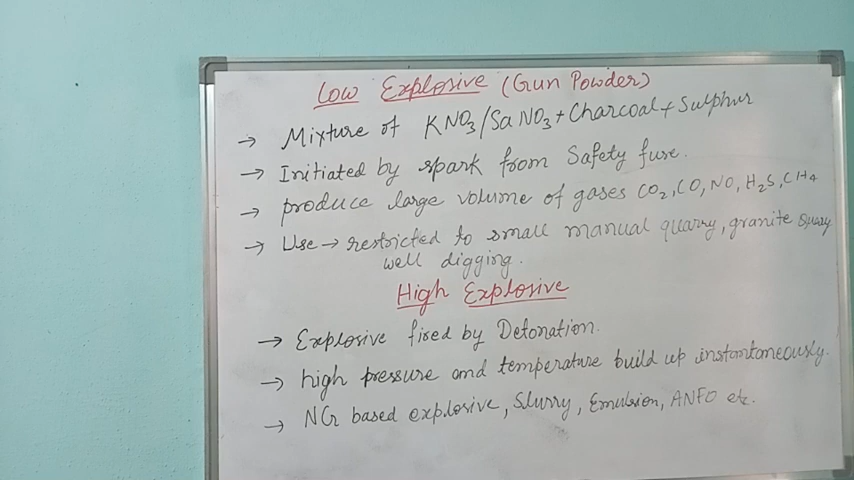 Low Explosive (Gun Powder)
→ Mixture of KNO3/SaNO3+Charcoal+Sulphur
→ Initiated by spark from Safety fuse.
→ produce large volume of gases CO2,CO,NO,H2S,CH4
→ Use→restricted to small manual quarry, granite quarry
well digging.
High Explosive
→ Explosive fired by Detonation.
→ high pressure and temperature build up instantaneously.
→ NG based explosive, Slurry, Emulsion, ANFO etc.